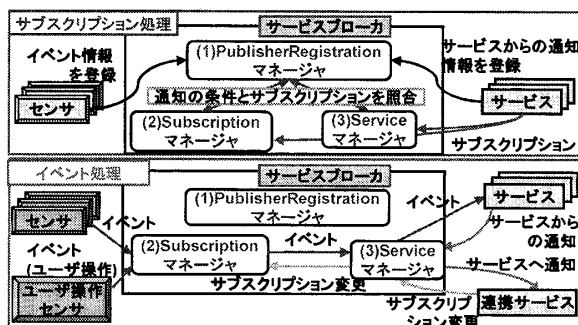 サブスクリプション処理
サービスブローカ
イベント情報
を登録
(1)PublisherRegistration
マネージャ
サービスからの通知
情報を登録
センサ
通知の条件とサブスクリプションを照合
サービス
(2)Subscription
マネージャ
(3)Service
マネージャ
サブスクリプション
イベント処理
サービスブローカ
(1)PublisherRegistration
マネージャ
サービス
センサ
イベント
イベント
サービスから
の通知
(2)Subscription
マネージャ
イベント
(3)Service
マネージャ
イベント
(ユーザ操作)
サービスへ通知
ユーザ操作
センサ
サブスクリプション変更
サブスクリプ
ション変更
連携サービス